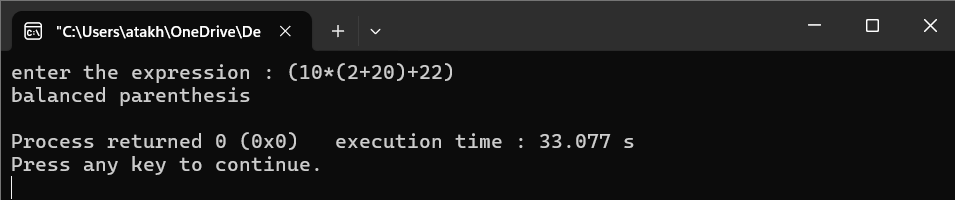 "C:\Users\atakh\OneDrive\De
enter the expression : (10*(2+20)+22)
balanced parenthesis
Process returned 0 (0x0)   execution time : 33.077 s
Press any key to continue.